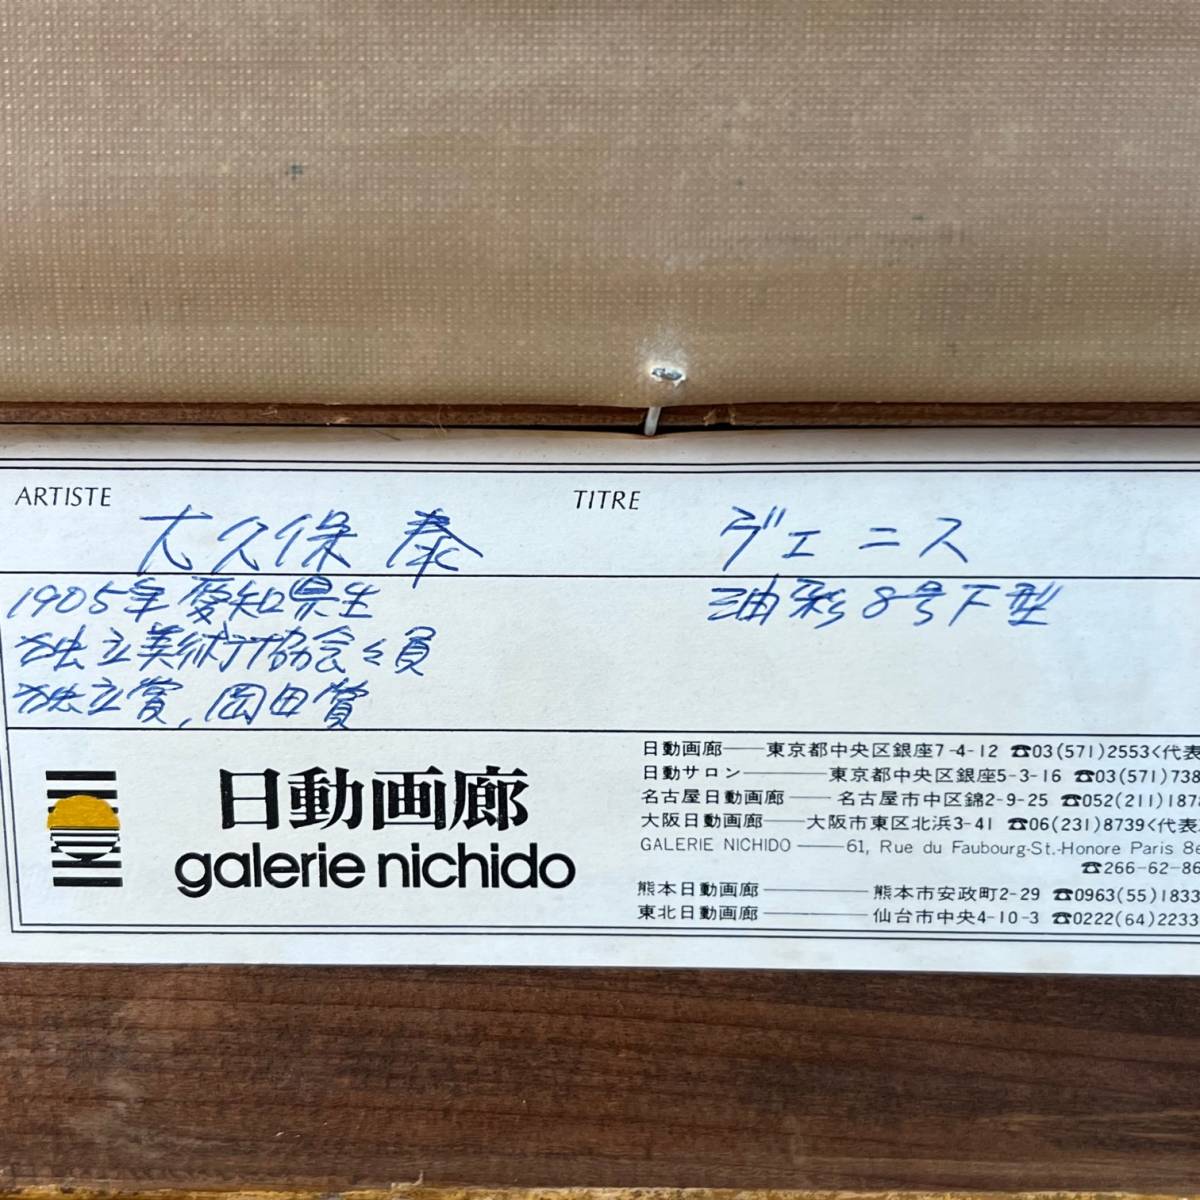 ARTISTE
大久保 泰
TITRE
ヴェニス
1905年愛知県生
独立美術協会々員
独立賞, 岡田賞
油彩8号F型
日動画廊
galerie nichido
日動画廊——東京都中央区銀座7-4-12 ☎03(571)2553<代表
日動サロン———東京都中央区銀座5-3-16 ☎03(571)738
名古屋日動画廊——名古屋市中区錦2-9-25 ☎052(211)187
大阪日動画廊——大阪市東区北浜3-41 ☎06(231)8739<代表
GALERIE NICHIDO——61, Rue du Faubourg-St.-Honore Paris 8e
☎266-62-86
熊本日動画廊————熊本市安政町2-29 ☎0963(55)1833
東北日動画廊————仙台市中央4-10-3 ☎0222(64)2233